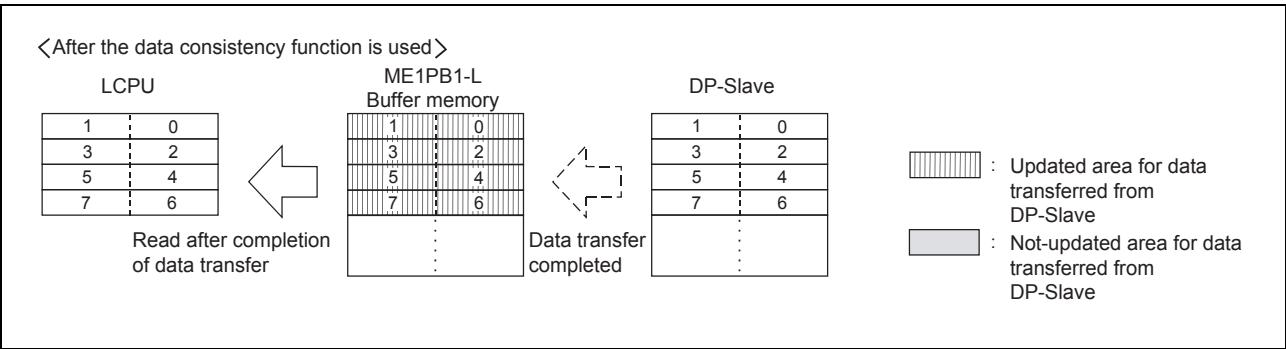 <After the data consistency function is used>
LCPU
ME1PB1-L
Buffer memory
DP-Slave
1 0
3 2
5 4
7 6
1 0
3 2
5 4
7 6
1 0
3 2
5 4
7 6
Read after completion
of data transfer
Data transfer
completed
: Updated area for data
transferred from
DP-Slave
: Not-updated area for data
transferred from
DP-Slave